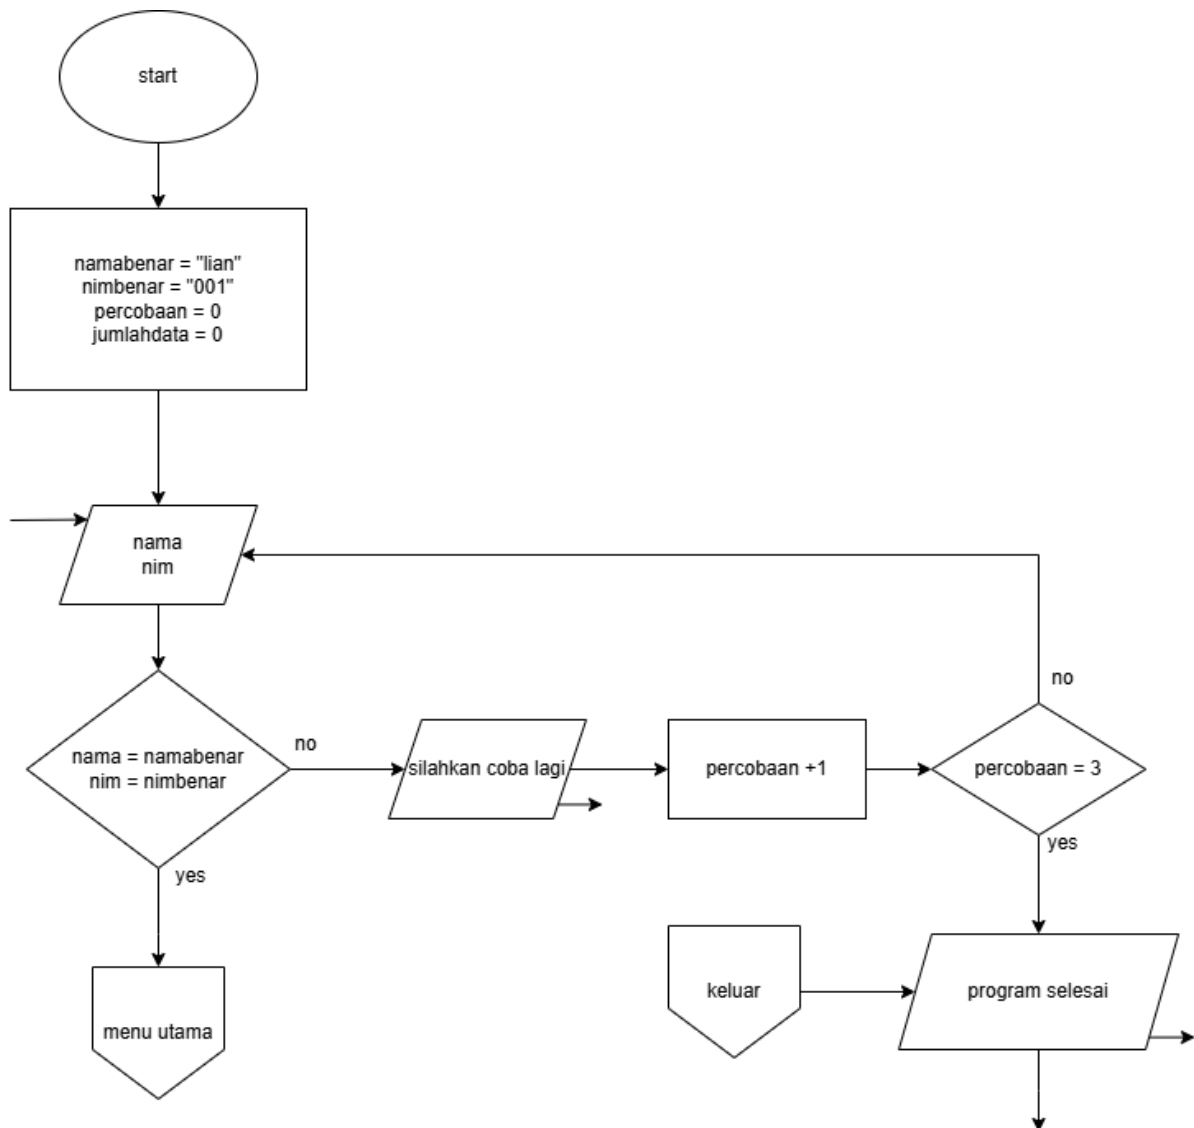 start
namabenar = "lian"
nimbenar = "001"
percobaan = 0
jumlahdata = 0
nama
nim
no
nama = namabenar
nim = nimbenar
no
silahkan coba lagi
percobaan +1
percobaan = 3
yes
yes
keluar
program selesai
menu utama